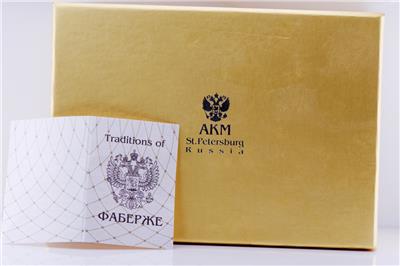 Traditions of
ФАБЕРЖЕ
AKM
St.Petersburg
Russia